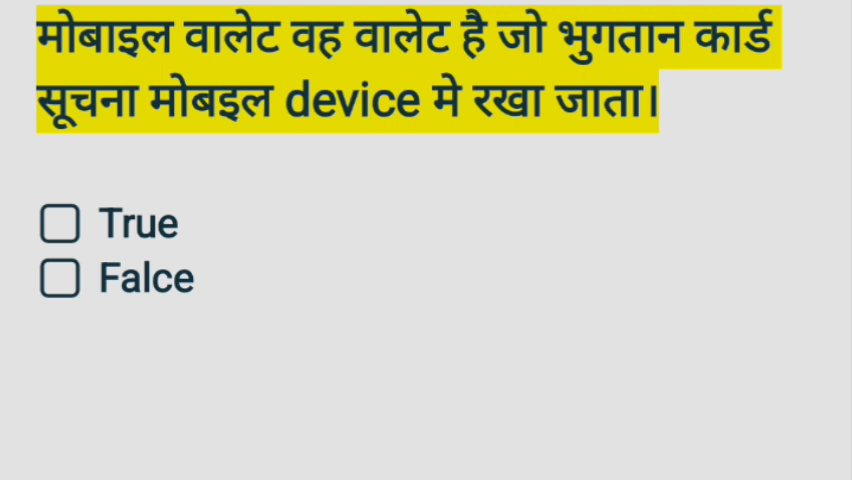 मोबाइल वालेट वह वालेट है जो भुगतान कार्ड
सूचना मोबइल device मे रखा जाता।
True
Falce